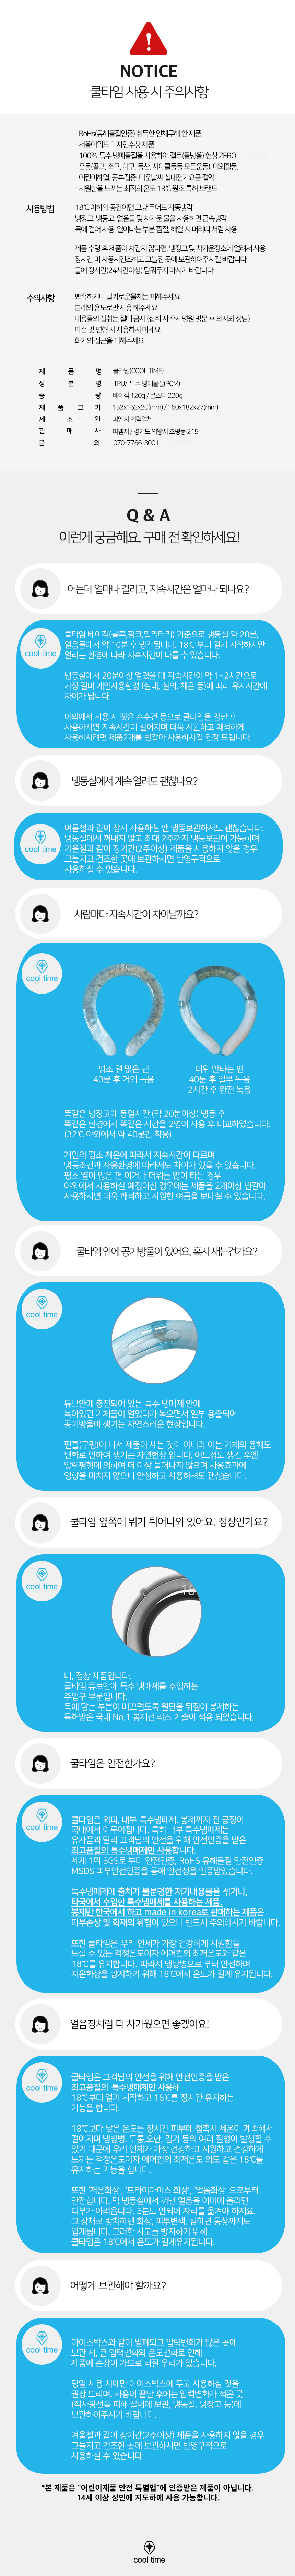 NOTICE
쿨타임 사용 시 주의사항
· RoHs(유해물질인증) 취득한 인체무해 한 제품
· 서울어워드 디자인수상 제품
· 100% 특수 냉매물질을 사용하여 결로(물방울) 현상 ZERO
· 운동(골프, 축구, 야구, 등산, 사이클등등 모든운동), 야외활동,
어린이체열, 공부집중, 더운날씨 실내전기요금 절약
· 시원함을 느끼는 최적의 온도 18℃ 원조 특허 브랜드
사용방법
18℃ 이하의 공간이면 그냥 두어도 자동냉각
냉장고, 냉동고, 얼음물 및 차가운 물을 사용하면 급속냉각
목에 걸어 사용, 열이나는 부분 찜질, 해열 시 머리띠 처럼 사용
제품 수령 후 제품이 차갑지 않다면, 냉장고 및 차가운장소에 얼려서 사용
장시간 미 사용시건조하고 그늘진 곳에 보관하여주시길 바랍니다
물에 장시간(24시간이상) 담궈두지 마시기 바랍니다
주의사항
뾰족하거나 날카로운물체는 피해주세요
본래의 용도로만 사용 해주세요
내용물의 섭취는 절대 금지 (섭취 시 즉시병원 방문 후 의사와 상담)
파손 및 변형 시 사용하지 마세요
화기의 접근을 피해주세요
제 품 명 쿨타임(COOL TIME)
성 분 명 TPU/ 특수냉매물질(PCM)
중 량 베이직 120g / 몬스터 220g
제 품 크 기 152x162x20(mm) / 160x182x27(mm)
제 조 원 피엠지 협력업체
판 매 사 피엠지 / 경기도 의왕시 조평동 215
문 의 070-7766-3001
Q & A
이런게 궁금해요. 구매 전 확인하세요!
어는데 얼마나 걸리고, 지속시간은 얼마나 되나요?
cool time
쿨타임 베이직(블루,핑크,밀리터리) 기준으로 냉동실 약 20분,
얼음물에서 약 10분 후 냉각됩니다. 18℃ 부터 얼기 시작하지만
얼리는 환경에 따라 지속시간이 다를 수 있습니다.
냉동실에서 20분이상 얼렸을 때 지속시간이 약 1~2시간으로
가장 길며 개인사용환경 (실내, 실외, 체온 등)에 따라 유지시간에
차이가 납니다.
야외에서 사용 시 젖은 손수건 등으로 쿨타임을 감싼 후
사용하시면 지속시간이 길어지며 더욱 시원하고 쾌적하게
사용하시려면 제품2개를 번갈아 사용하시길 권장 드립니다.
냉동실에서 계속 얼려도 괜찮나요?
cool time
여름철과 같이 상시 사용하실 땐 냉동보관하셔도 괜찮습니다.
냉동실에서 꺼내지 않고 최대 2주까지 냉동보관이 가능하며
겨울철과 같이 장기간(2주이상) 제품을 사용하지 않을 경우
그늘지고 건조한 곳에 보관하시면 반영구적으로
사용하실 수 있습니다.
사람마다 지속시간이 차이날까요?
cool time
평소 열 많은 편
40분 후 거의 녹음
더위 안타는 편
40분 후 일부 녹음
2시간 후 완전 녹음
똑같은 냉장고에 동일시간 (약 20분이상) 냉동 후
똑같은 환경에서 똑같은 시간을 2명이 사용 후 비교하였습니다.
(32℃ 야외에서 약 40분간 착용)
개인의 평소 체온에 따라서 지속시간이 다르며
냉동조건과 사용환경에 따라서도 차이가 있을 수 있습니다.
평소 열이 많은 편 이거나 더위를 많이 타는 경우
야외에서 사용하실 예정이신 경우에는 제품을 2개이상 번갈아
사용하시면 더욱 쾌적하고 시원한 여름을 보내실 수 있습니다.
쿨타임 안에 공기방울이 있어요. 혹시 새는건가요?
cool time
튜브안에 충진되어 있는 특수 냉매제 안에
녹아있던 기체들이 얼었다가 녹으면서 일부 용출되어
공기방울이 생기는 자연스러운 현상입니다.
핀홀(구멍)이 나서 제품이 새는 것이 아니라 이는 기체의 용해도
변화로 인하여 생기는 자연현상 입니다. 어느정도 생긴 후엔
압력평형에 의하여 더 이상 늘어나지 않으며 사용효과에
영향을 미치지 않으니 안심하고 사용하셔도 괜찮습니다.
쿨타임 옆쪽에 뭐가 튀어나와 있어요. 정상인가요?
cool time
네, 정상 제품입니다.
쿨타임 튜브안에 특수 냉매제를 주입하는
주입구 부분입니다.
목에 닿는 부분이 매끄럽도록 원단을 뒤집어 봉제하는
특허받은 국내 No.1 봉제선 리스 기술이 적용 되었습니다.
쿨타임은 안전한가요?
cool time
쿨타임은 외피, 내부 특수냉매제, 봉제까지 전 공정이
국내에서 이루어집니다. 특히 내부 특수냉매제는
유사품과 달리 고객님의 안전을 위해 안전인증을 받은
최고품질의 특수냉매제만 사용합니다.
세계 1위 SGS로 부터 안전인증, RoHS 유해물질 안전인증
MSDS 피부안전인증을 통해 안전성을 인증받았습니다.
특수냉매제에 출처가 불분명한 저가내용물을 섞거나,
타국에서 수입한 특수냉매제를 사용하는 제품,
봉제만 한국에서 하고 made in korea로 판매하는 제품은
피부손상 및 화재의 위험이 있으니 반드시 주의하시기 바랍니다.
또한 쿨타임은 우리 인체가 가장 건강하게 시원함을
느낄 수 있는 적정온도이자 에어컨의 최저온도와 같은
18℃를 유지합니다. 따라서 냉방병으로 부터 안전하며
저온화상을 방지하기 위해 18℃에서 온도가 길게 유지됩니다.
얼음장처럼 더 차가웠으면 좋겠어요!
cool time
쿨타임은 고객님의 안전을 위해 안전인증을 받은
최고품질의 특수냉매제만 사용해
18℃부터 얼기 시작하고 18℃를 장시간 유지하는
기능을 합니다.
18℃보다 낮은 온도를 장시간 피부에 접촉시 체온이 계속해서
떨어지며 냉방병, 두통,오한, 감기 등의 여러 질병이 발생할 수
있기 때문에 우리 인체가 가장 건강하고 시원하고 건강하게
느끼는 적정온도이자 에어컨의 최저온도 와도 같은 18℃를
유지하는 기능을 합니다.
또한 '저온화상', '드라이아이스 화상', '얼음화상' 으로부터
안전합니다. 막 냉동실에서 꺼낸 얼음을 이마에 올리면
피부가 아려옵니다. 5분도 안되어 자리를 옮겨야 하지요.
그 상채로 방치하면 화상, 피부변색, 심하면 동상까지도
입게됩니다. 그러한 사고를 방지하기 위해
쿨타임은 18℃에서 온도가 길게유지됩니다.
어떻게 보관해야 할까요?
cool time
아이스박스와 같이 밀폐되고 압력변화가 많은 곳에
보관 시, 큰 압력변화와 온도변화로 인해
제품에 손상이 가므로 터질 우려가 있습니다.
당일 사용 시에만 아이스박스에 두고 사용하실 것을
권장 드리며, 사용이 끝난 후에는 압력변화가 적은 곳
(직사광선을 피해 실내에 보관, 냉동실, 냉장고 등)에
보관하여주시기 바랍니다.
겨울철과 같이 장기간(2주이상) 제품을 사용하지 않을 경우
그늘지고 건조한 곳에 보관하시면 반영구적으로
사용하실 수 있습니다
*본 제품은 "어린이제품 안전 특별법"에 인증받은 제품이 아닙니다.
14세 이상 성인에 지도하에 사용 가능합니다.
cool time